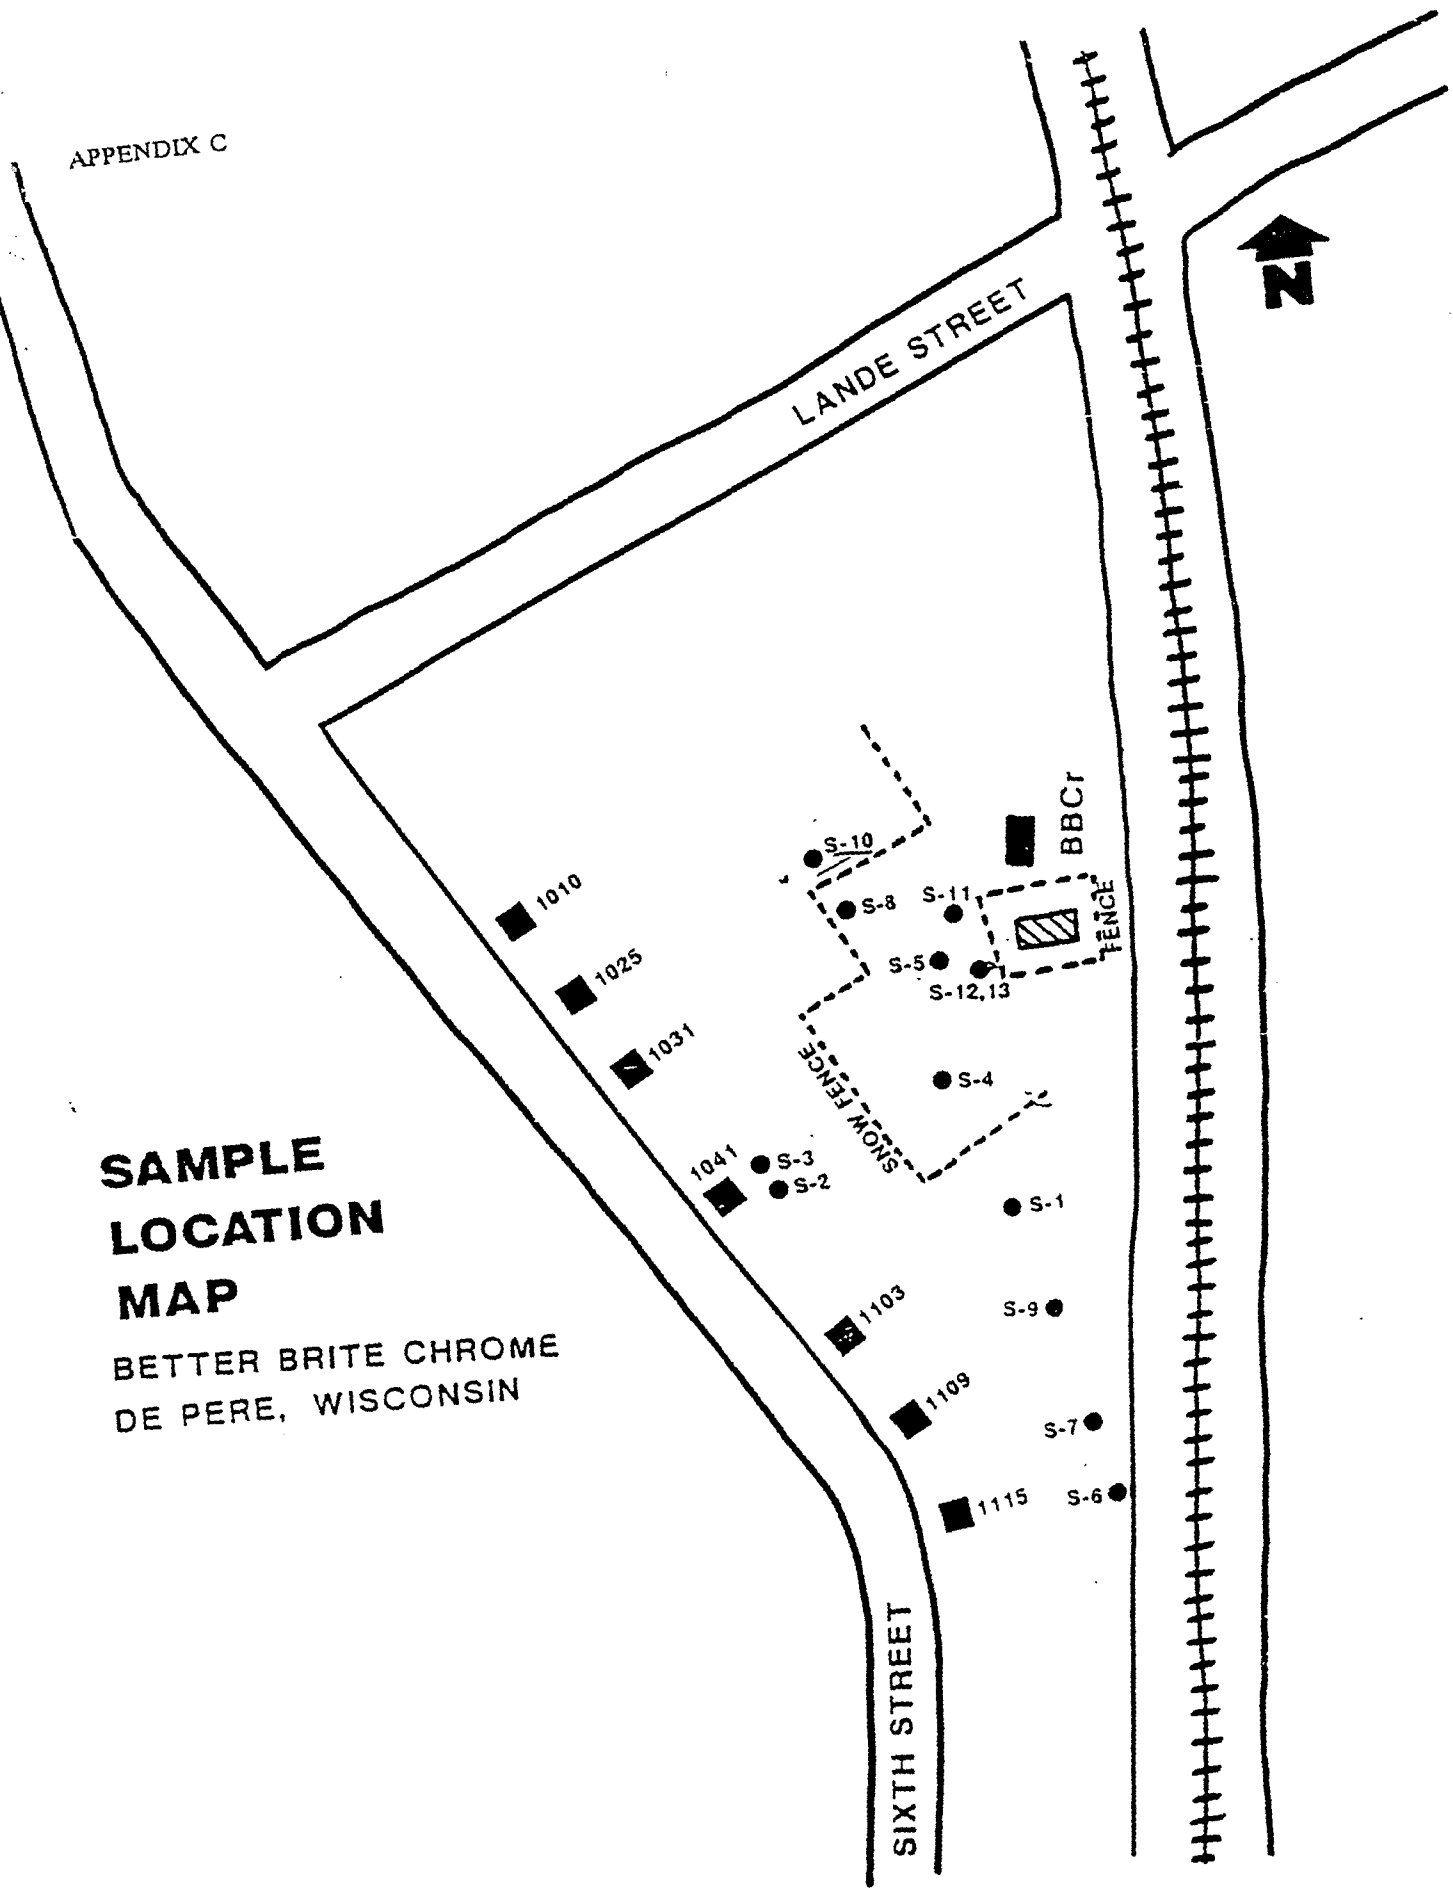 APPENDIX C
N
LANDE STREET
BBCr
S-10
1010
S-8
S-11
FENCE
1025
S-5
S-12,13
1031
SNOW FENCE
S-4
SAMPLE
LOCATION
MAP
BETTER BRITE CHROME
DE PERE, WISCONSIN
1041
S-3
S-2
S-1
1103
S-9
1109
S-7
1115
S-6
SIXTH STREET